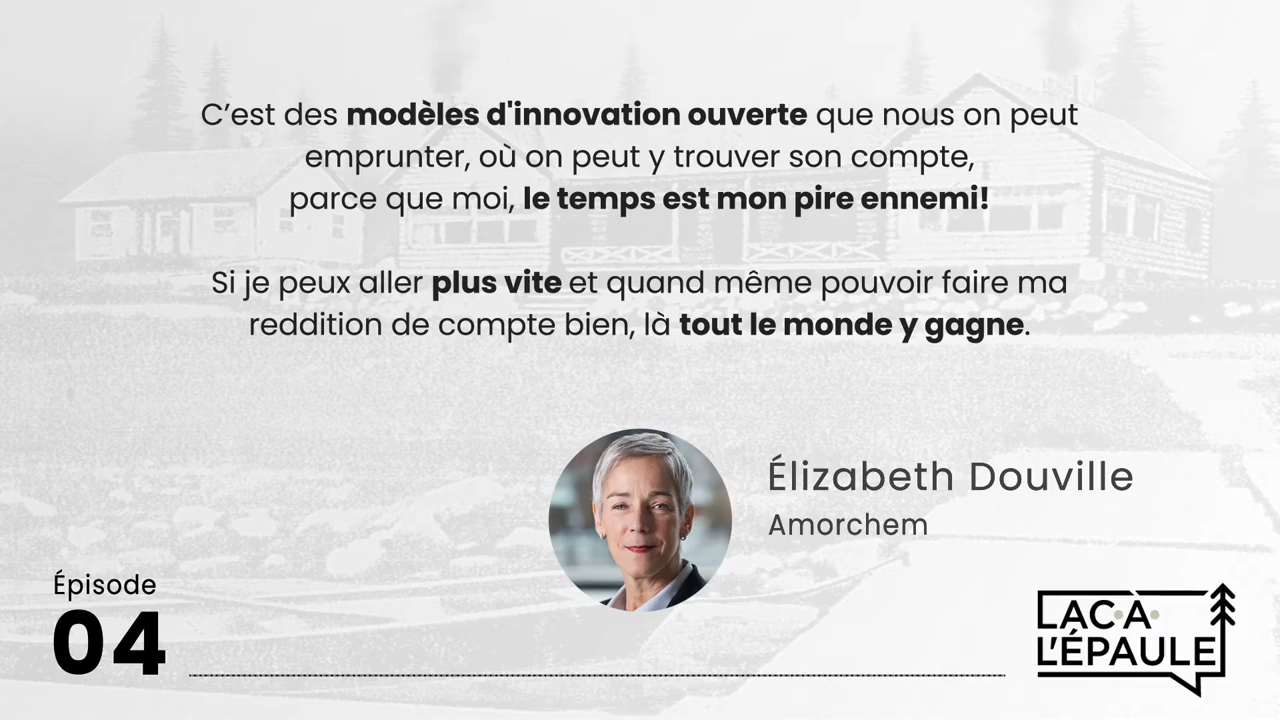 C’est des modèles d'innovation ouverte que nous on peut
emprunter, où on peut y trouver son compte,
parce que moi, le temps est mon pire ennemi!
Si je peux aller plus vite et quand même pouvoir faire ma
reddition de compte bien, là tout le monde y gagne.
Élizabeth Douville
Amorchem
Épisode
04
LAC·A·
L'ÉPAULE